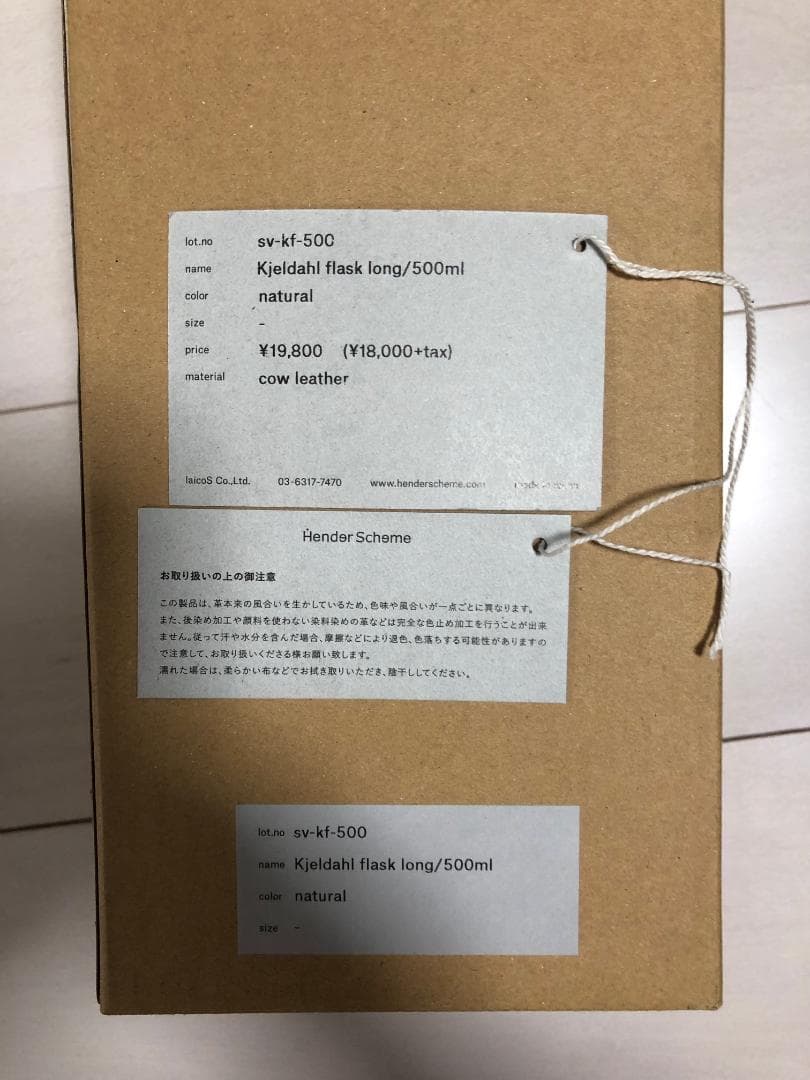 lot.no sv-kf-500
name Kjeldahl flask long/500ml
color natural
size -
price ¥19,800 (¥18,000+tax)
material cow leather
laicoS Co.,Ltd. 03-6317-7470 www.henderscheme.com
Hender Scheme
お取り扱いの上の御注意
この製品は、革本来の風合いを生かしているため、色味や風合いが一点ごとに異なります。
また、後染め加工や顔料を使わない染料染めの革などは完全な色止め加工を行うことが出来
ません。従って汗や水分を含んだ場合、摩擦などにより退色、色落ちする可能性がありますの
で注意して、お取り扱いくださる様お願い致します。
濡れた場合は、柔らかい布などでお拭き取りいただき、陰干ししてください。
lot.no sv-kf-500
name Kjeldahl flask long/500ml
color natural
size -